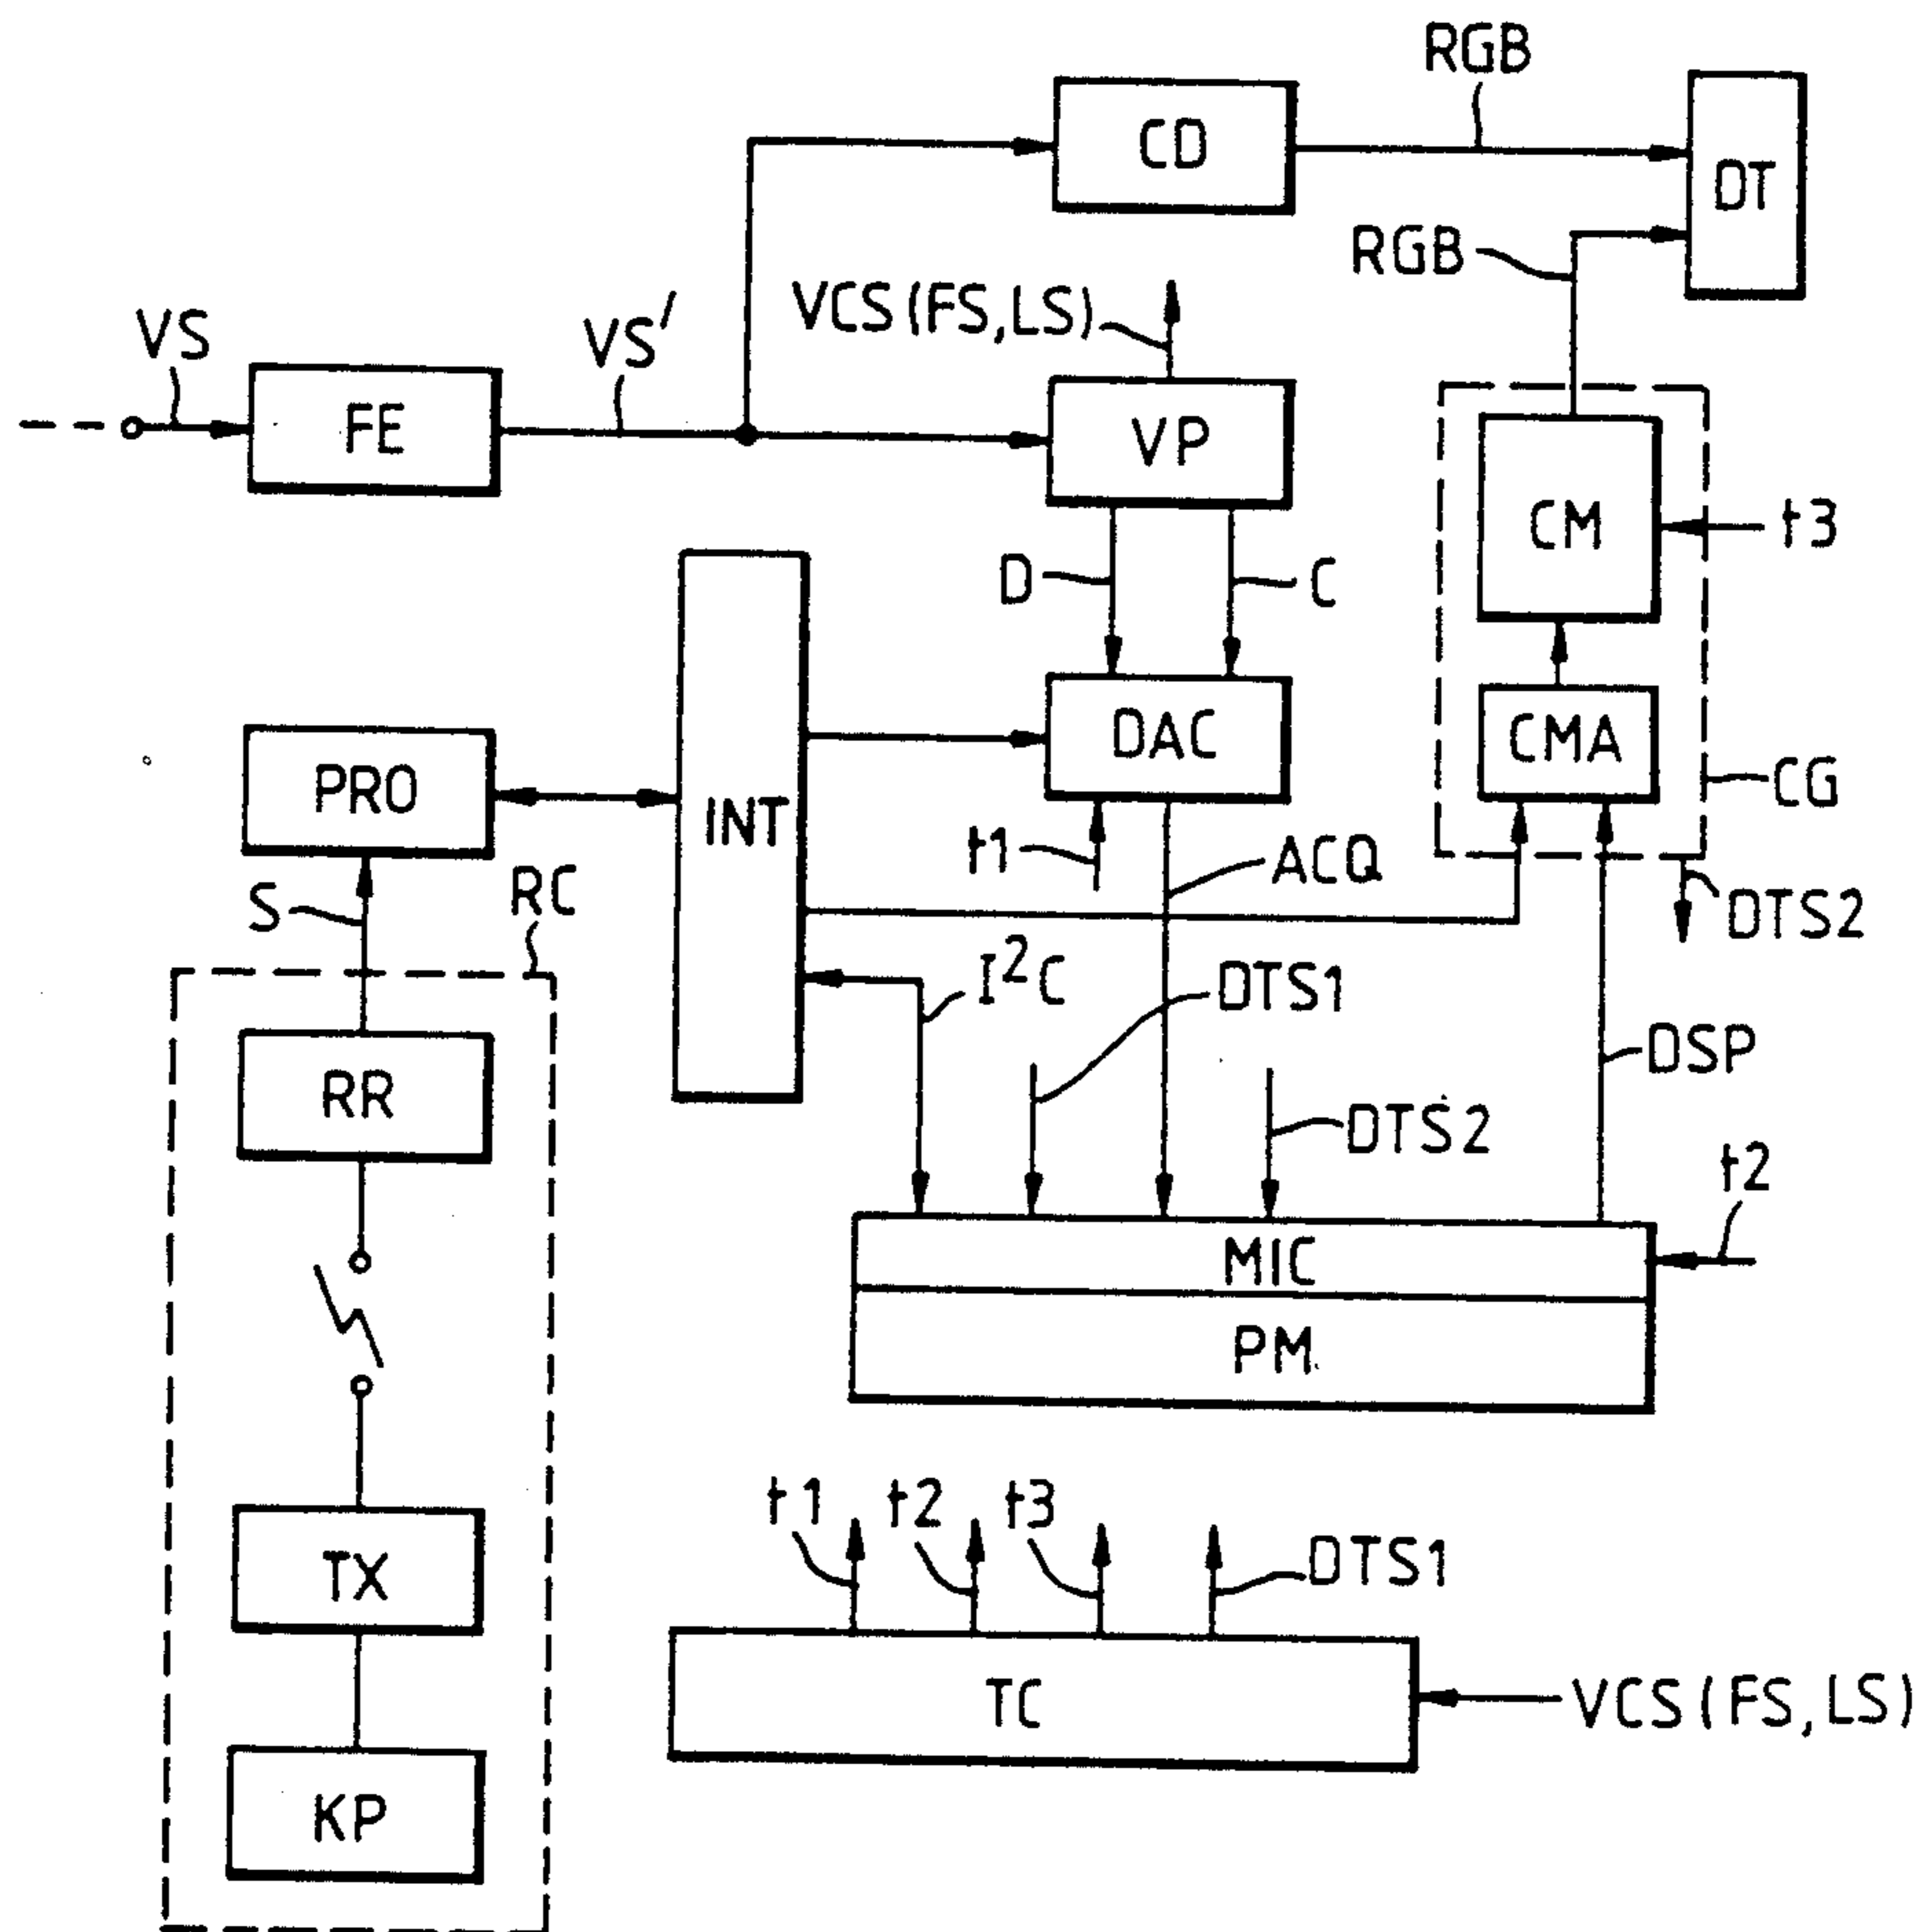 RGB
CD
DT
RGB
VCS(FS,LS)
VS
VS'
FE
VP
CM
t3
D
C
DAC
CMA
PRO
INT
CG
t1
ACQ
S
RC
DTS2
I²C
DTS1
DSP
RR
DTS2
t2
MIC
PM
t1
t2
t3
DTS1
TX
TC
VCS(FS,LS)
KP